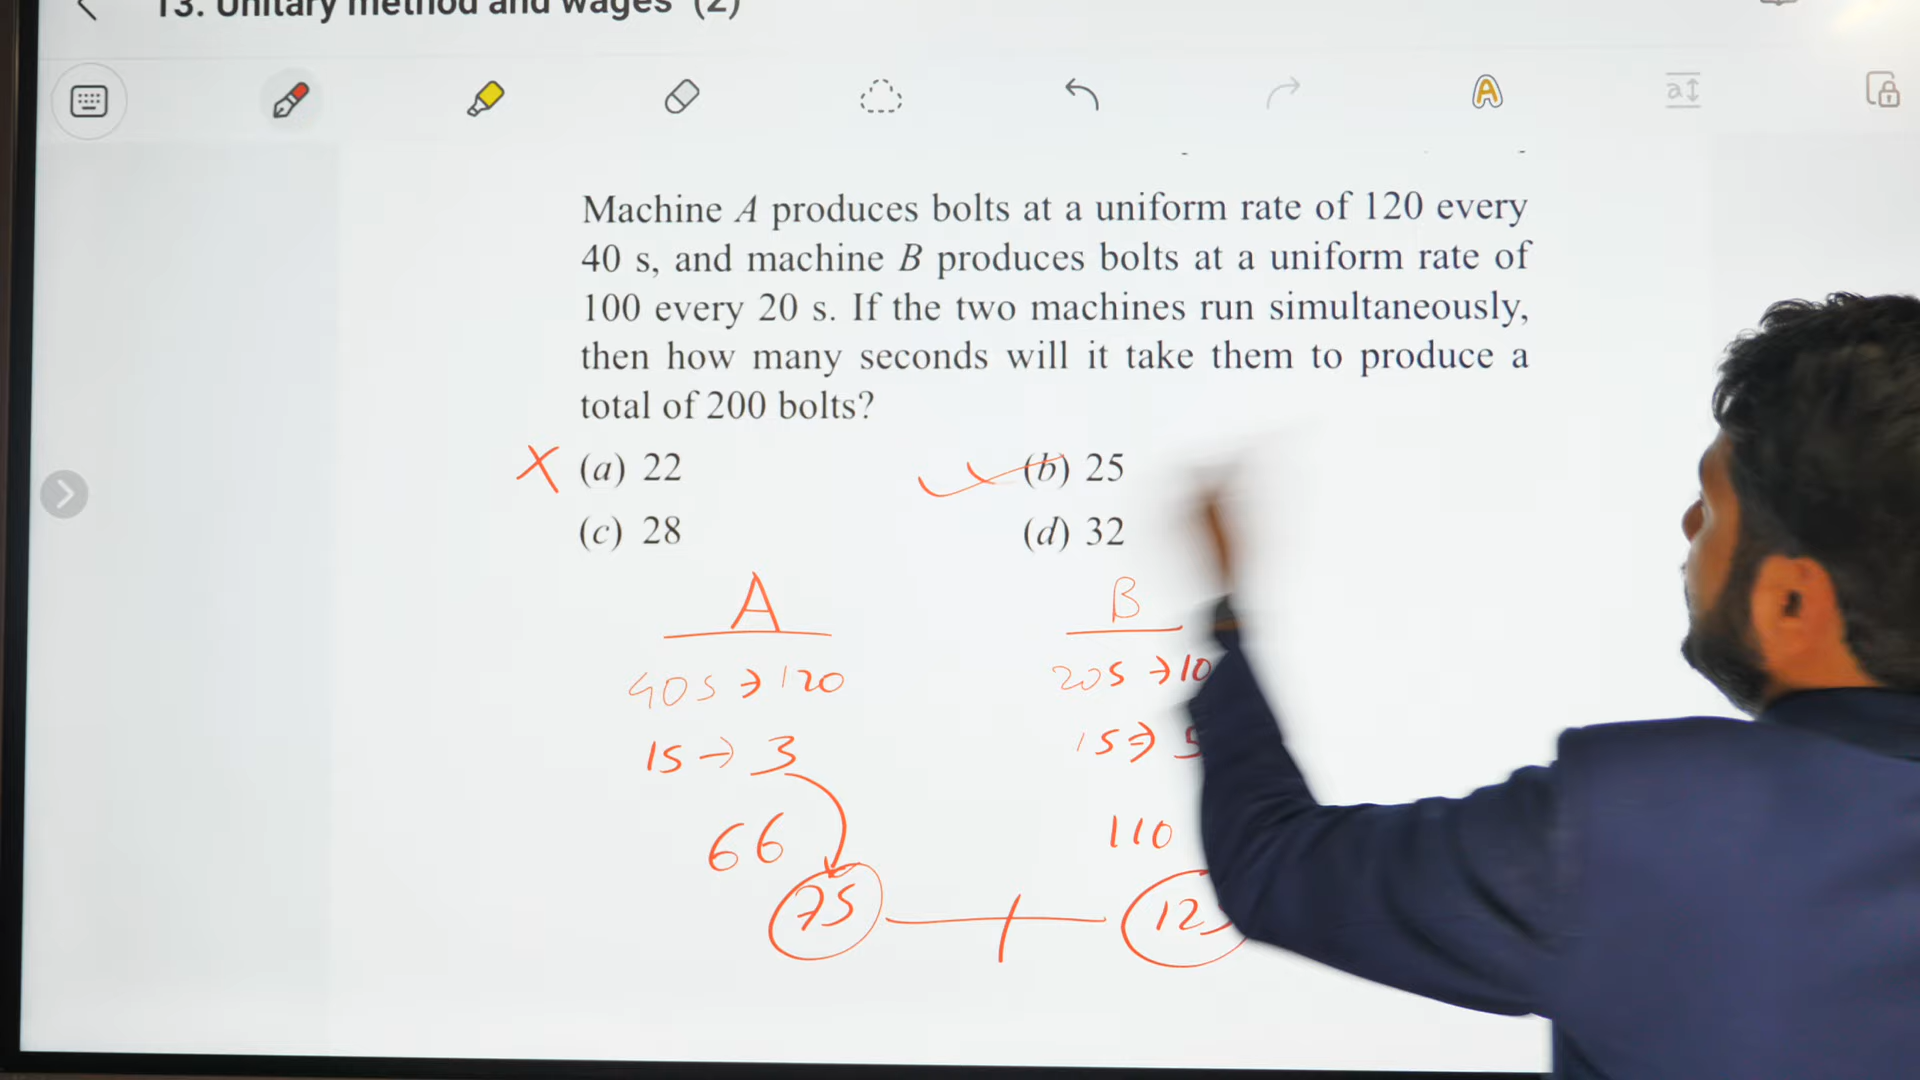 13. Unitary method and wages (2)
Machine A produces bolts at a uniform rate of 120 every
40 s, and machine B produces bolts at a uniform rate of
100 every 20 s. If the two machines run simultaneously,
then how many seconds will it take them to produce a
total of 200 bolts?
X (a) 22 (b) 25
(c) 28 (d) 32
A B
40s → 120 20s → 10
1s → 3 1s ⇒ 5
66 110
75 + 12